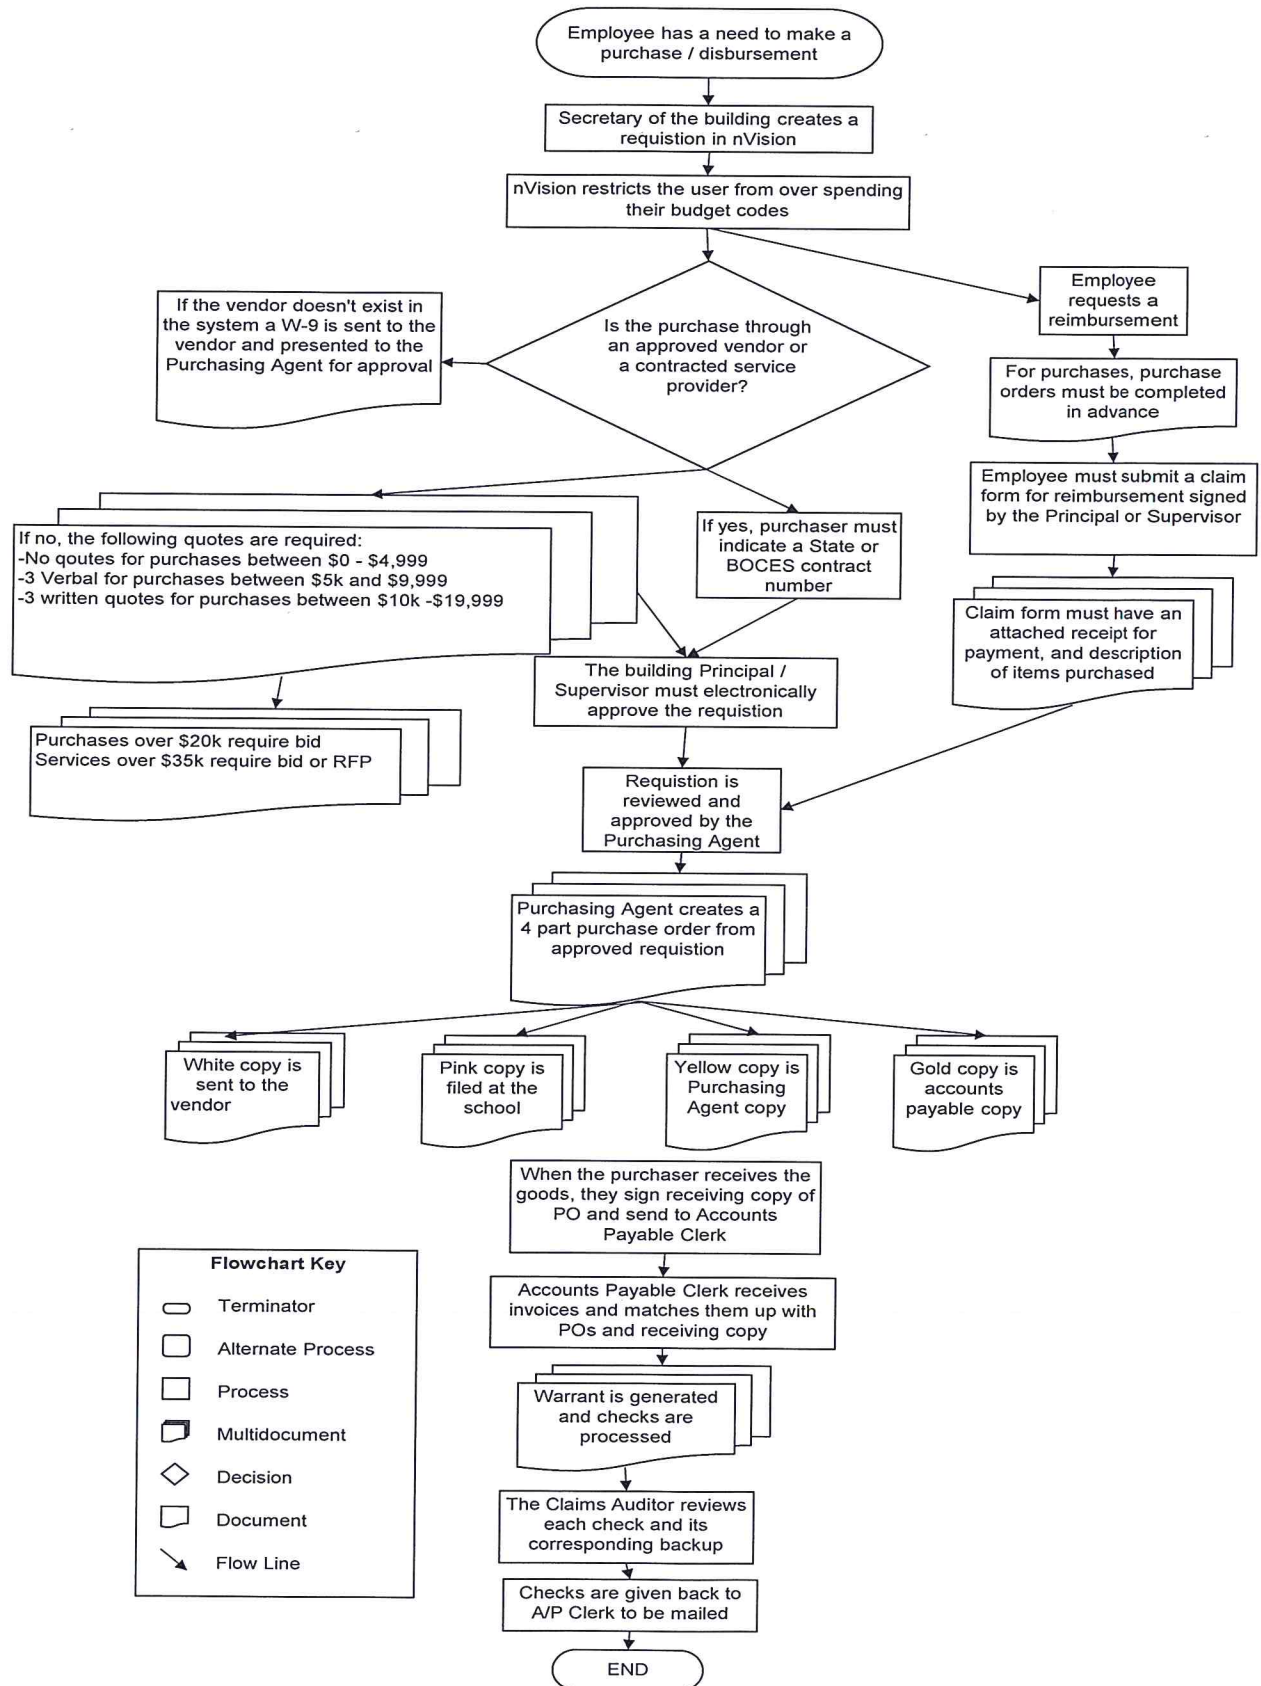 Employee has a need to make a
purchase / disbursement
Secretary of the building creates a
requistion in nVision
nVision restricts the user from over spending
their budget codes
Employee
requests a
reimbursement
If the vendor doesn't exist in
the system a W-9 is sent to the
vendor and presented to the
Purchasing Agent for approval
Is the purchase through
an approved vendor or
a contracted service
provider?
For purchases, purchase
orders must be completed
in advance
Employee must submit a claim
form for reimbursement signed
by the Principal or Supervisor
If no, the following quotes are required:
-No qoutes for purchases between $0 - $4,999
-3 Verbal for purchases between $5k and $9,999
-3 written quotes for purchases between $10k -$19,999
If yes, purchaser must
indicate a State or
BOCES contract
number
Claim form must have an
attached receipt for
payment, and description
of items purchased
The building Principal /
Supervisor must electronically
approve the requistion
Purchases over $20k require bid
Services over $35k require bid or RFP
Requistion is
reviewed and
approved by the
Purchasing Agent
Purchasing Agent creates a
4 part purchase order from
approved requistion
White copy is
sent to the
vendor
Pink copy is
filed at the
school
Yellow copy is
Purchasing
Agent copy
Gold copy is
accounts
payable copy
When the purchaser receives the
goods, they sign receiving copy of
PO and send to Accounts
Payable Clerk
Accounts Payable Clerk receives
invoices and matches them up with
POs and receiving copy
Warrant is generated
and checks are
processed
The Claims Auditor reviews
each check and its
corresponding backup
Checks are given back to
A/P Clerk to be mailed
END
Flowchart Key
Terminator
Alternate Process
Process
Multidocument
Decision
Document
Flow Line